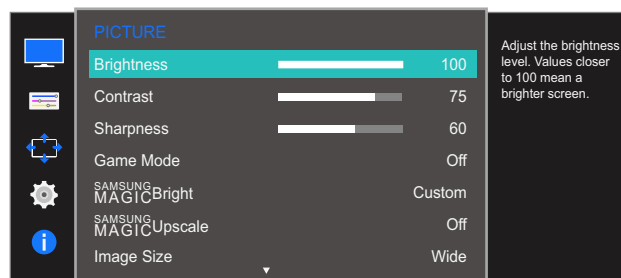 PICTURE
Brightness 100
Contrast 75
Sharpness 60
Game Mode Off
SAMSUNG
MAGICBright Custom
SAMSUNG
MAGICUpscale Off
Image Size Wide
Adjust the brightness
level. Values closer
to 100 mean a
brighter screen.
i